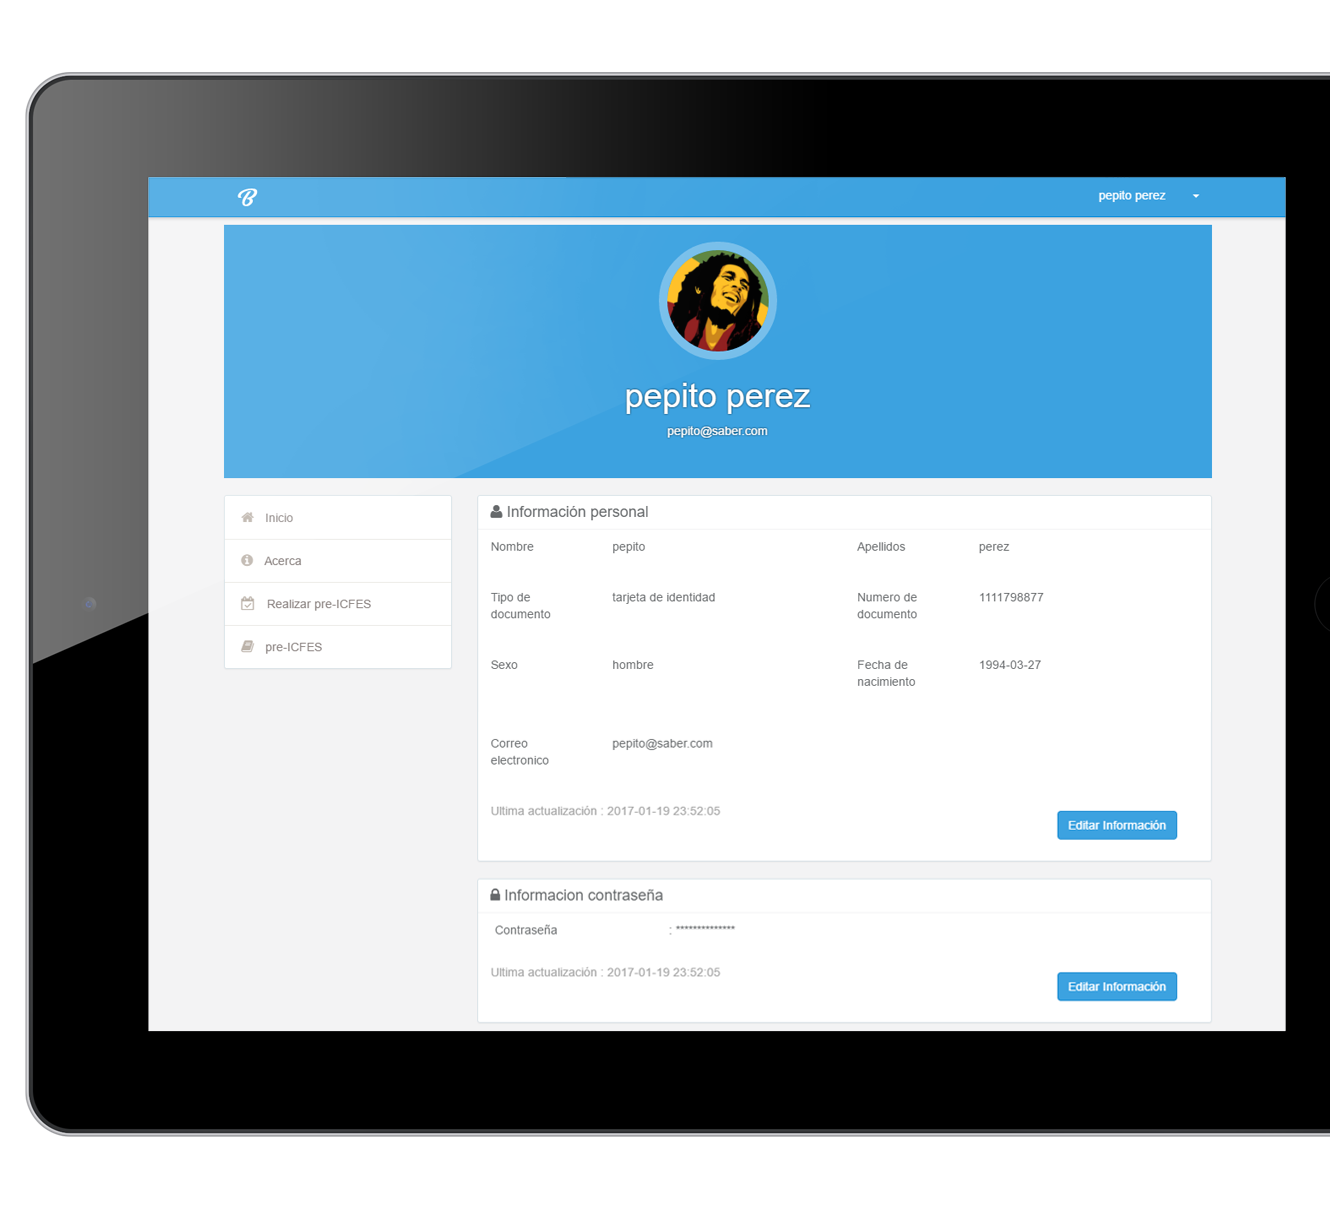 B
pepito perez
pepito perez
pepito@saber.com
Inicio
Acerca
Realizar pre-ICFES
pre-ICFES
Información personal
Nombre pepito Apellidos perez
Tipo de documento tarjeta de identidad Numero de documento 1111798877
Sexo hombre Fecha de nacimiento 1994-03-27
Correo electronico pepito@saber.com
Ultima actualización : 2017-01-19 23:52:05
Editar Información
Informacion contraseña
Contraseña : **************
Ultima actualización : 2017-01-19 23:52:05
Editar Información